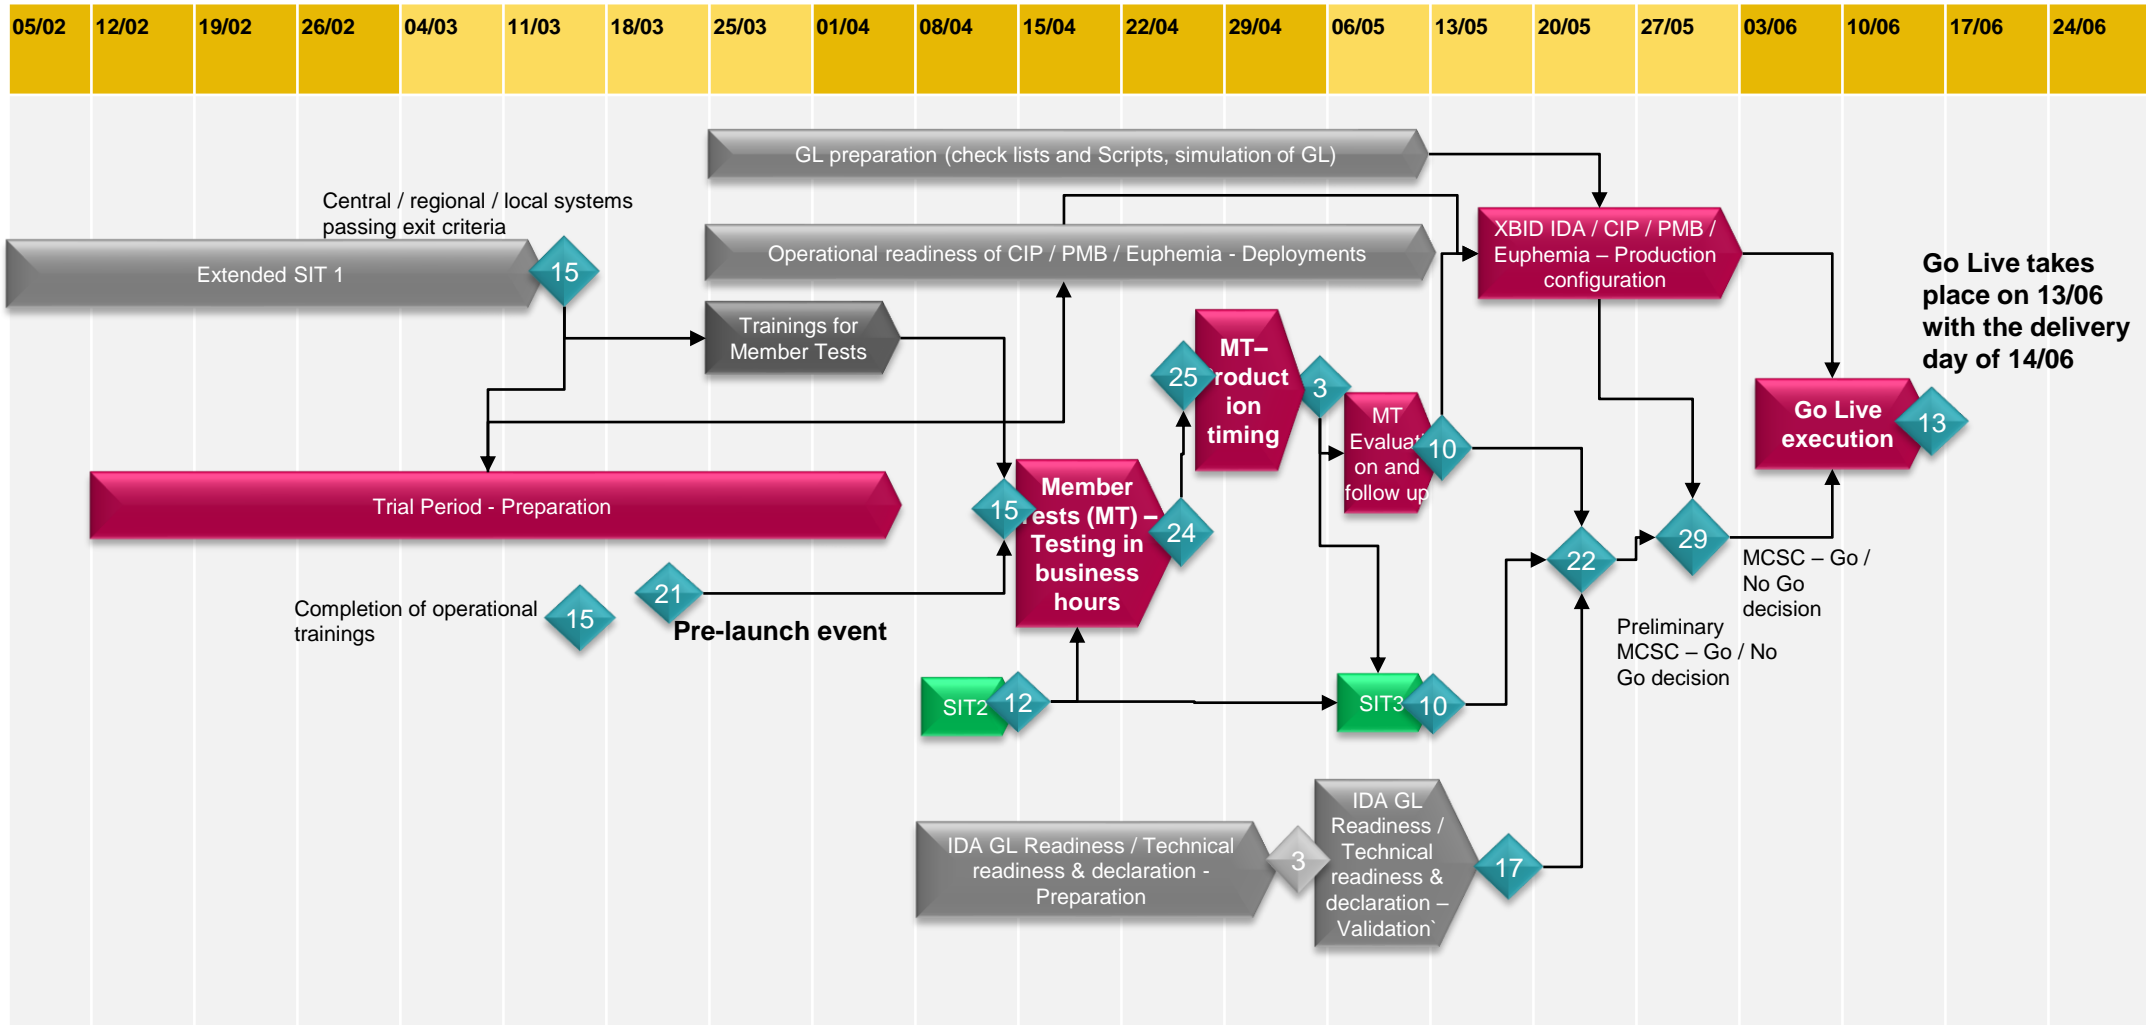 05/02 12/02 19/02 26/02 04/03 11/03 18/03 25/03 01/04 08/04 15/04 22/04 29/04 06/05 13/05 20/05 27/05 03/06 10/06 17/06 24/06
GL preparation (check lists and Scripts, simulation of GL)
Central / regional / local systems
passing exit criteria
Extended SIT 1
15
Operational readiness of CIP / PMB / Euphemia - Deployments
XBID IDA / CIP / PMB /
Euphemia – Production
configuration
Go Live takes
place on 13/06
with the delivery
day of 14/06
Trainings for
Member Tests
25
MT–
roduct
ion
timing
3
MT
Evaluati
on and
follow up
10
Go Live
execution
13
Trial Period - Preparation
15
Member
ests (MT) –
Testing in
business
hours
24
22
29
MCSC – Go /
No Go
decision
Completion of operational
trainings
15
21
Pre-launch event
Preliminary
MCSC – Go / No
Go decision
SIT2
12
SIT3
10
IDA GL Readiness / Technical
readiness & declaration -
Preparation
3
IDA GL
Readiness /
Technical
readiness &
declaration –
Validation`
17